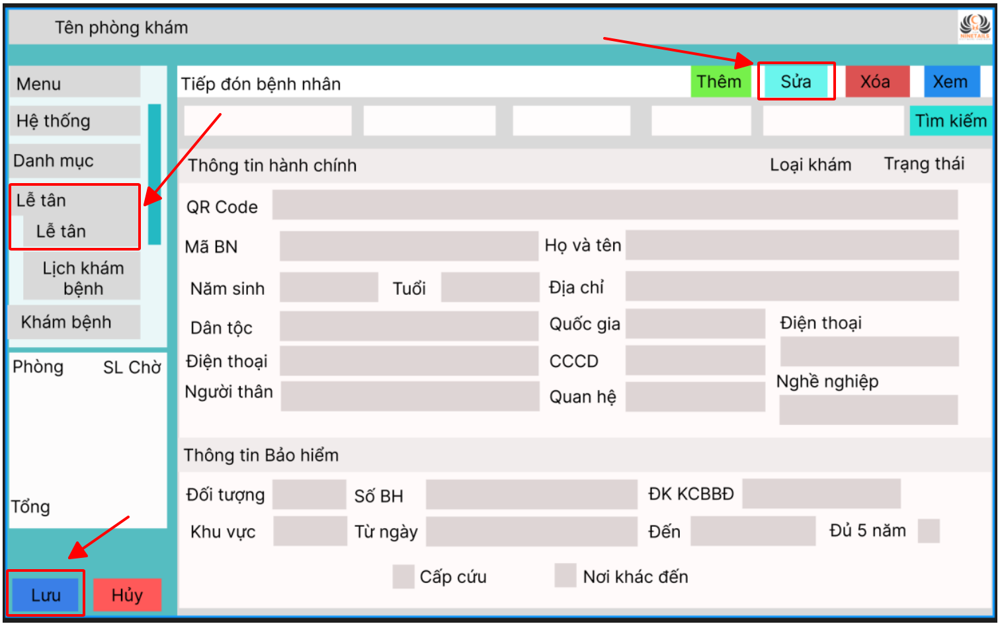 Tên phòng khám
NINETAILS
Menu
Hệ thống
Danh mục
Lễ tân
Lễ tân
Lịch khám
bệnh
Khám bệnh
Phòng SL Chờ
Tổng
Lưu Hủy
Tiếp đón bệnh nhân Thêm Sửa Xóa Xem
Tìm kiếm
Thông tin hành chính Loại khám Trạng thái
QR Code
Mã BN Họ và tên
Năm sinh Tuổi Địa chỉ
Dân tộc Quốc gia Điện thoại
Điện thoại CCCD
Người thân Quan hệ Nghề nghiệp
Thông tin Bảo hiểm
Đối tượng Số BH ĐK KCBBĐ
Khu vực Từ ngày Đến Đủ 5 năm
Cấp cứu Nơi khác đến